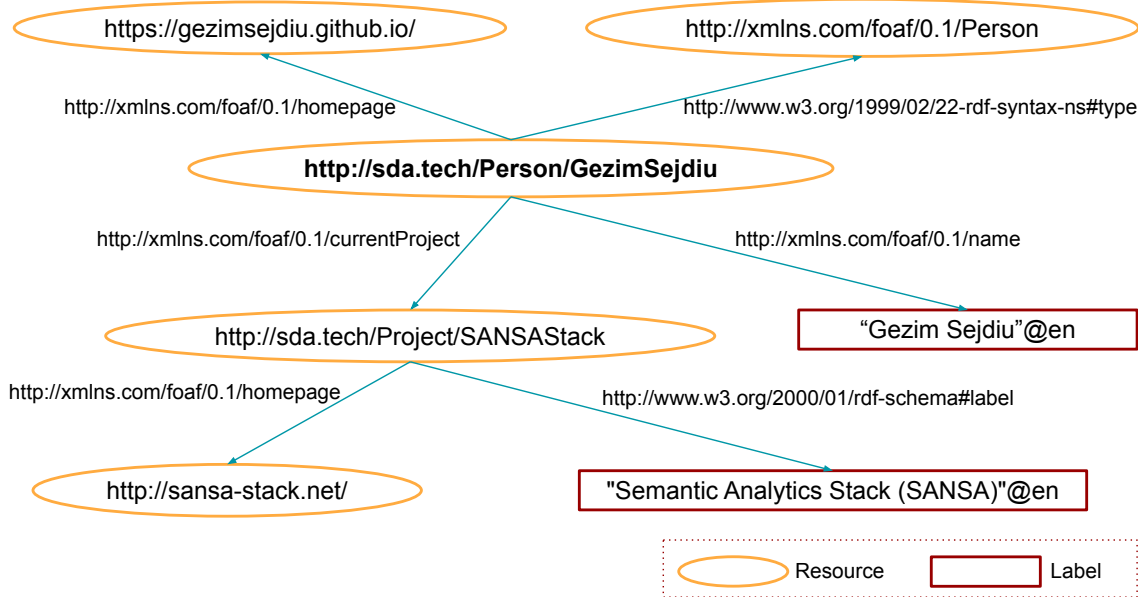 https://gezimsejdiu.github.io/
http://xmlns.com/foaf/0.1/Person
http://xmlns.com/foaf/0.1/homepage
http://www.w3.org/1999/02/22-rdf-syntax-ns#type
http://sda.tech/Person/GezimSejdiu
http://xmlns.com/foaf/0.1/currentProject
http://xmlns.com/foaf/0.1/name
http://sda.tech/Project/SANSAStack
“Gezim Sejdiu”@en
http://xmlns.com/foaf/0.1/homepage
http://www.w3.org/2000/01/rdf-schema#label
http://sansa-stack.net/
"Semantic Analytics Stack (SANSA)"@en
Resource
Label